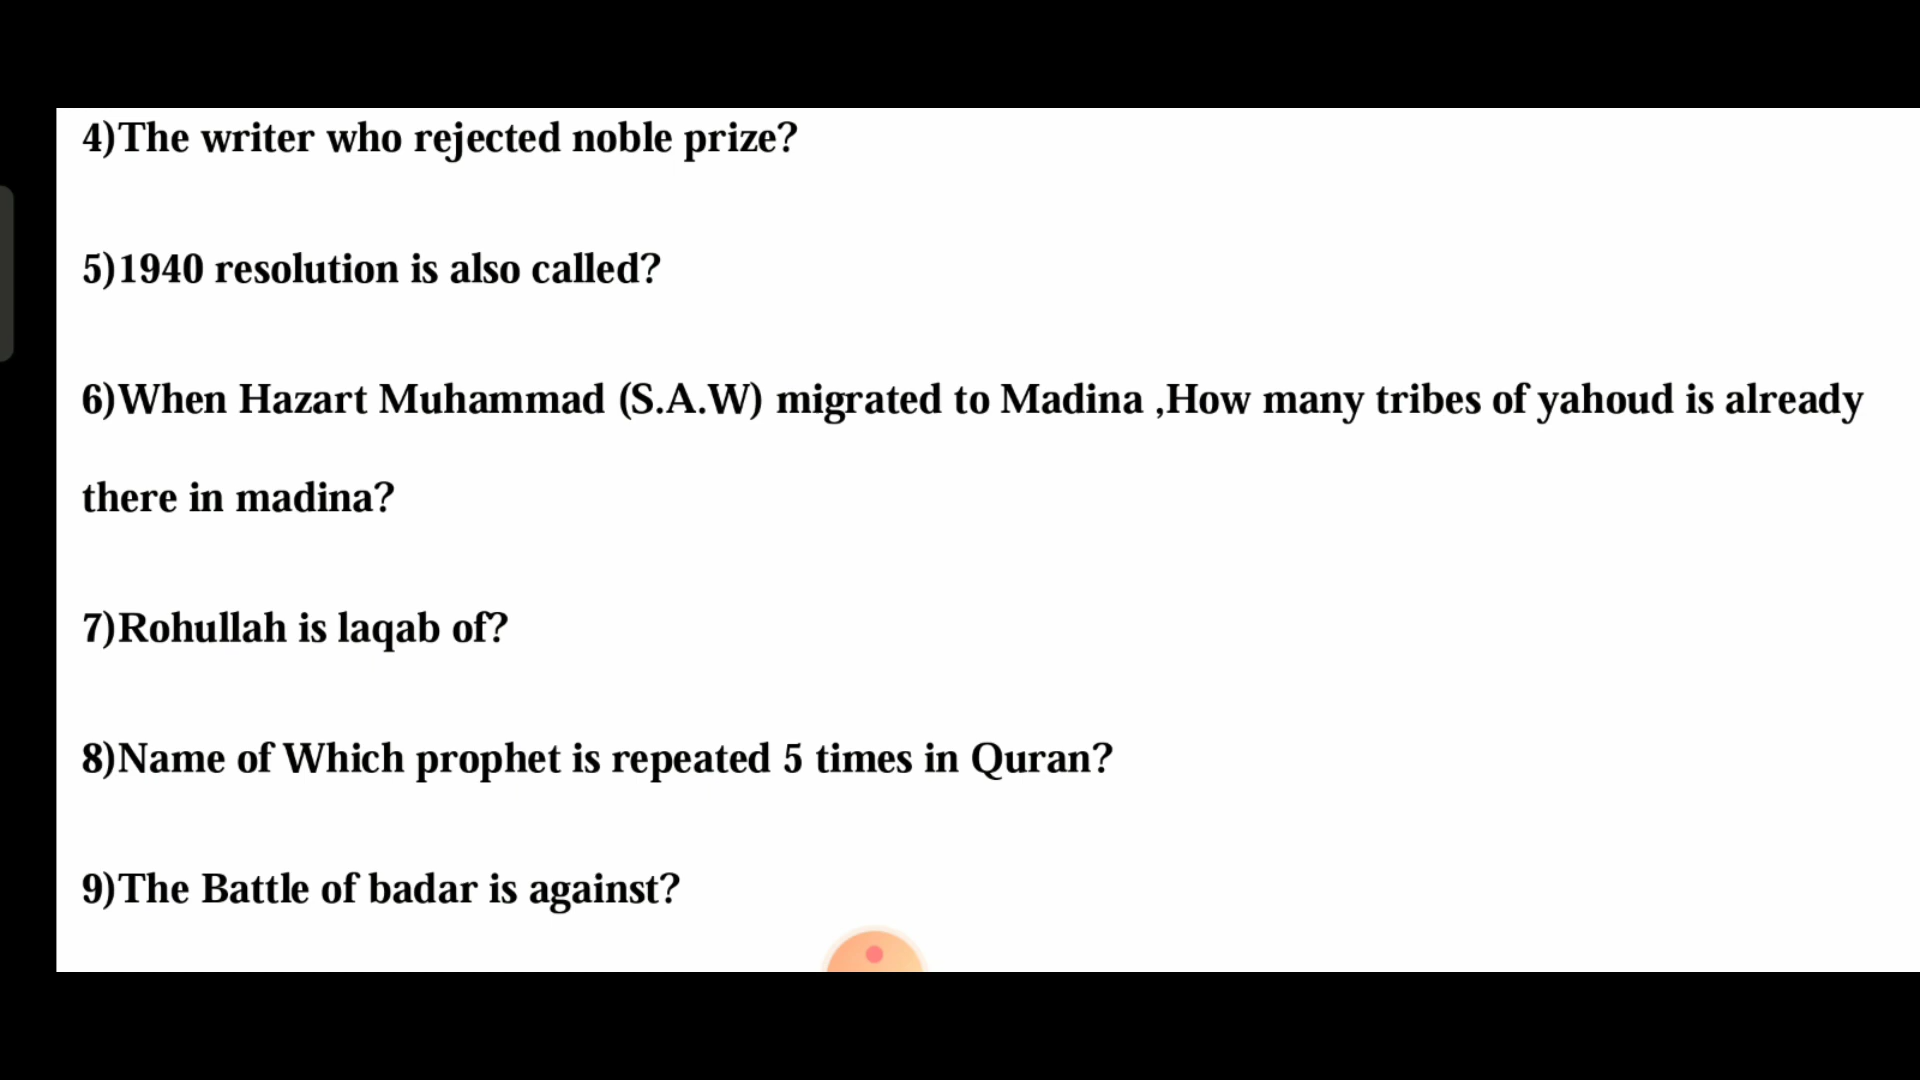 4)The writer who rejected noble prize?
5)1940 resolution is also called?
6)When Hazart Muhammad (S.A.W) migrated to Madina ,How many tribes of yahoud is already
there in madina?
7)Rohullah is laqab of?
8)Name of Which prophet is repeated 5 times in Quran?
9)The Battle of badar is against?